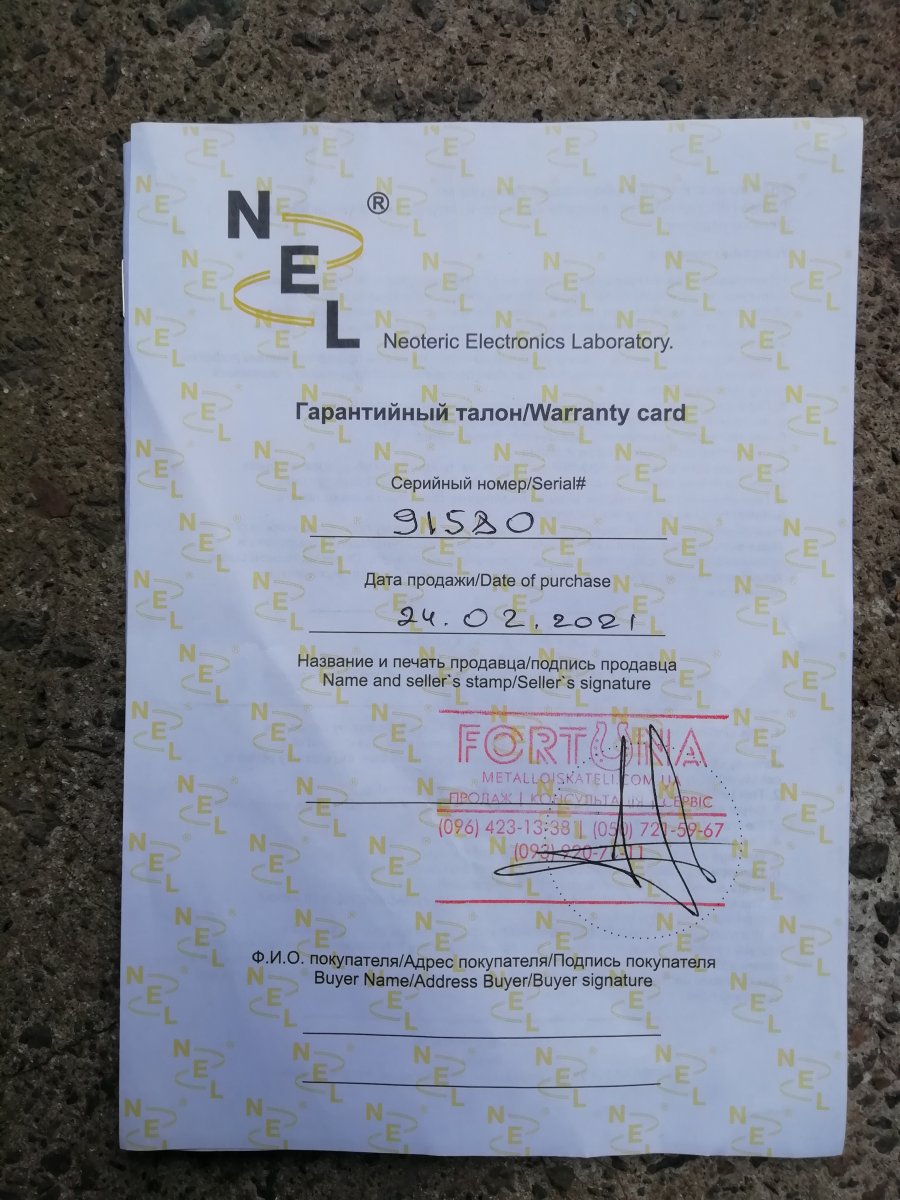 N
E
L
®
Neoteric Electronics Laboratory.
Гарантийный талон/Warranty card
Серийный номер/Serial#
91580
Дата продажи/Date of purchase
24.02.2021
Название и печать продавца/подпись продавца
Name and seller`s stamp/Seller`s signature
FORTUNA
METALLOISKATELI.COM.UA
ПРОДАЖ | КОНСУЛЬТАЦІЯ | СЕРВІС
(096) 423-13-38 | (050) 721-59-67
Ф.И.О. покупателя/Адрес покупателя/Подпись покупателя
Buyer Name/Address Buyer/Buyer signature